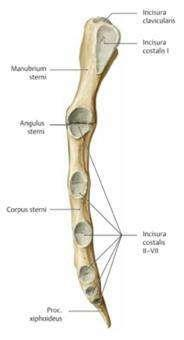 Incisura
clavicularis
Incisura
costalis I
Manubrium
sterni
Angulus
sterni
Corpus sterni
Incisura
costalis
II–VII
Proc.
xiphoideus